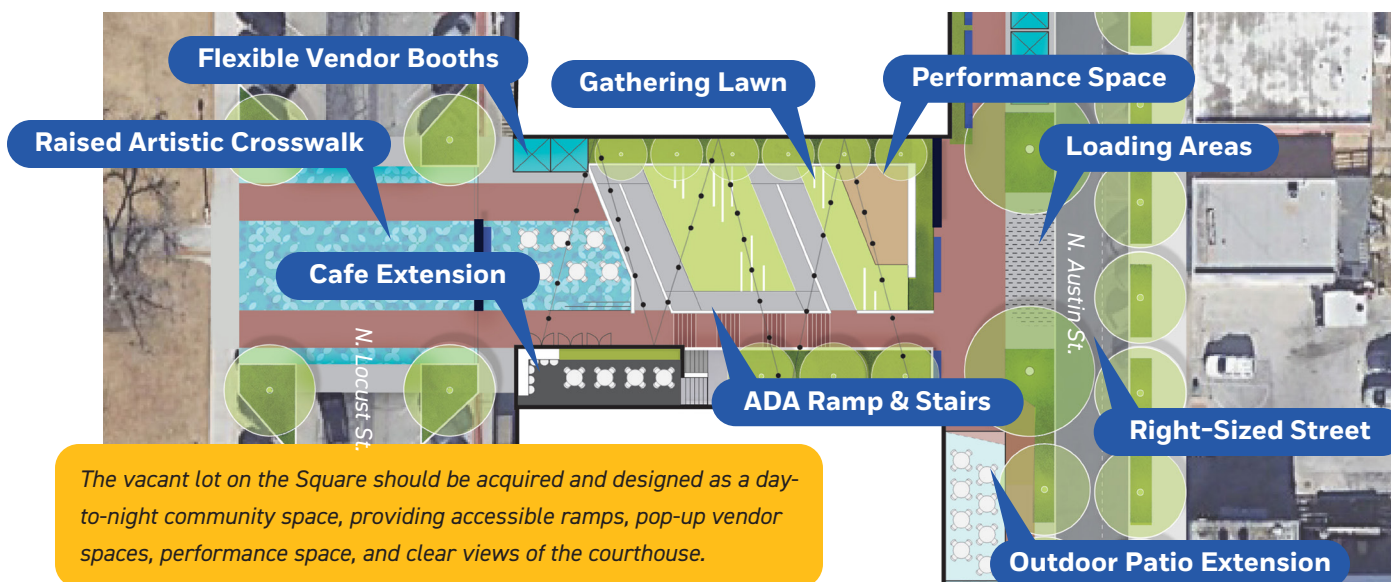 Flexible Vendor Booths
Gathering Lawn
Performance Space
Raised Artistic Crosswalk
Loading Areas
Cafe Extension
N. Locust St.
N. Austin St.
ADA Ramp & Stairs
Right-Sized Street
The vacant lot on the Square should be acquired and designed as a day-
to-night community space, providing accessible ramps, pop-up vendor
spaces, performance space, and clear views of the courthouse.
Outdoor Patio Extension